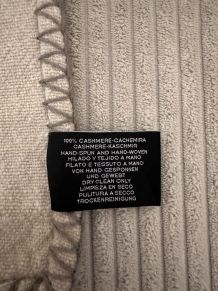 100% CASHMERE-CACHEMIRA
CASHMERE-KASCHMIR
HAND-SPUN AND HAND-WOVEN
HILADO Y TEJIDO A MANO
FILATO E TESSUTO A MANO
VON HAND GESPONNEN
UND GEWEBT
DRY CLEAN ONLY
LIMPIEZA EN SECO
PULITURA A SECCO
TROCKENREINIGUNG